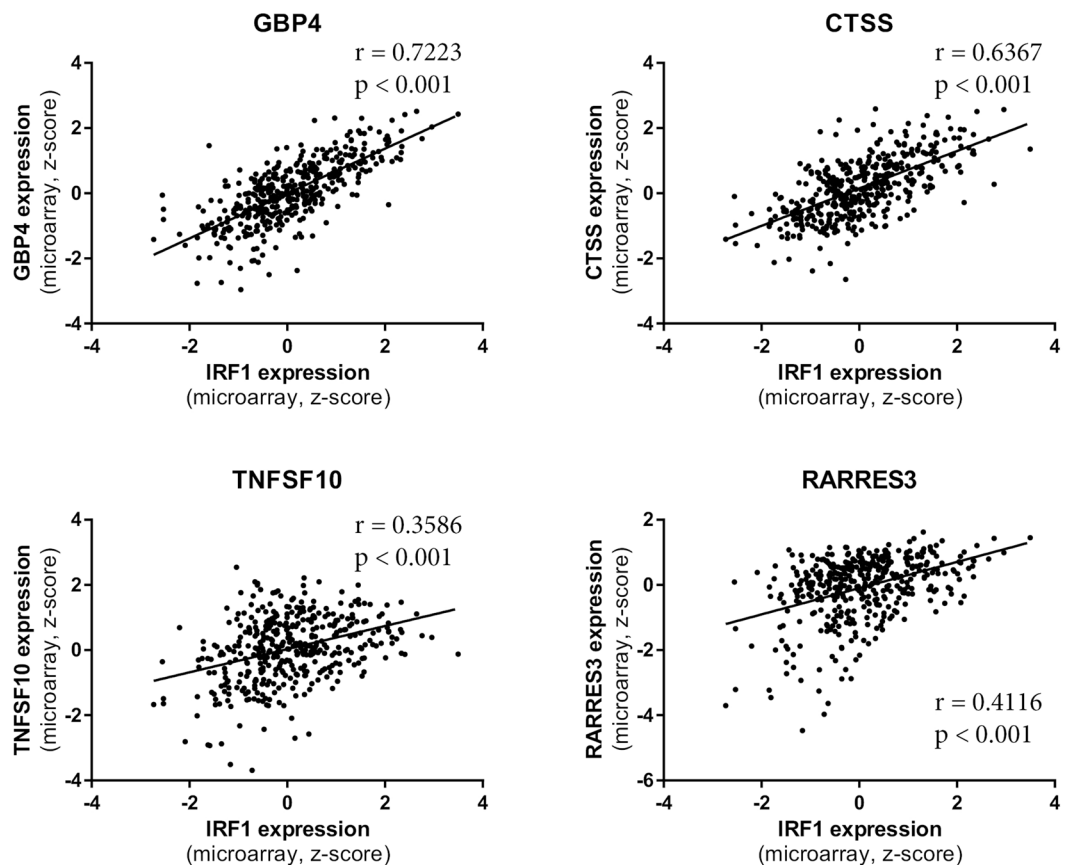 GBP4
r = 0.7223
p < 0.001
GBP4 expression
(microarray, z-score)
4
2
0
-2
-4
-4
-2
0
2
4
IRF1 expression
(microarray, z-score)
CTSS
r = 0.6367
p < 0.001
CTSS expression
(microarray, z-score)
4
2
0
-2
-4
-4
-2
0
2
4
IRF1 expression
(microarray, z-score)
TNFSF10
r = 0.3586
p < 0.001
TNFSF10 expression
(microarray, z-score)
4
2
0
-2
-4
-4
-2
0
2
4
IRF1 expression
(microarray, z-score)
RARRES3
RARRES3 expression
(microarray, z-score)
2
0
-2
-4
-6
r = 0.4116
p < 0.001
-4
-2
0
2
4
IRF1 expression
(microarray, z-score)